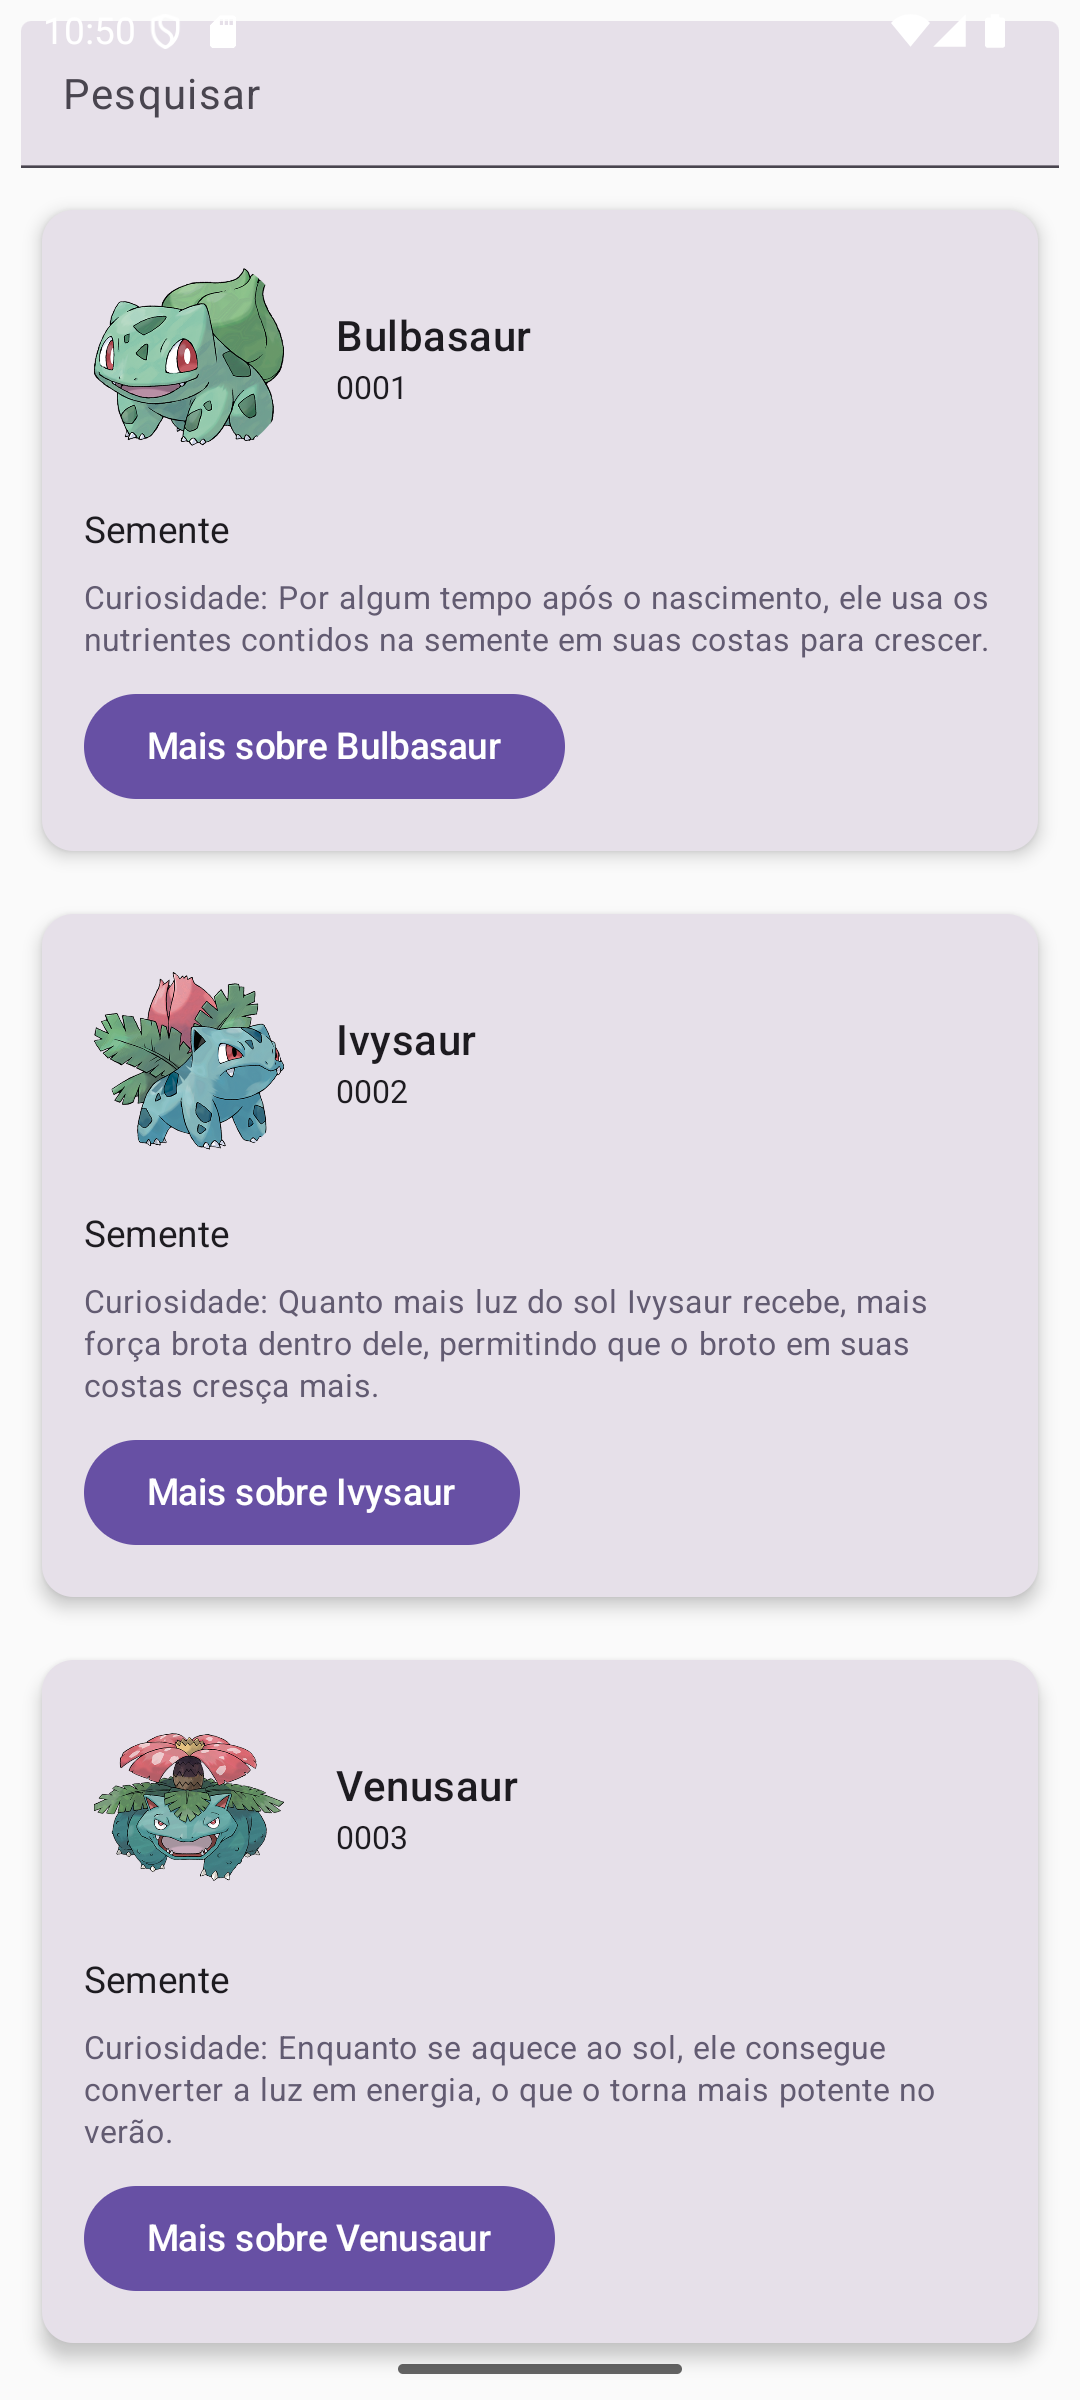 10:50
Pesquisar
Bulbasaur
0001
Semente
Curiosidade: Por algum tempo após o nascimento, ele usa os
nutrientes contidos na semente em suas costas para crescer.
Mais sobre Bulbasaur
Ivysaur
0002
Semente
Curiosidade: Quanto mais luz do sol Ivysaur recebe, mais
força brota dentro dele, permitindo que o broto em suas
costas cresça mais.
Mais sobre Ivysaur
Venusaur
0003
Semente
Curiosidade: Enquanto se aquece ao sol, ele consegue
converter a luz em energia, o que o torna mais potente no
verão.
Mais sobre Venusaur